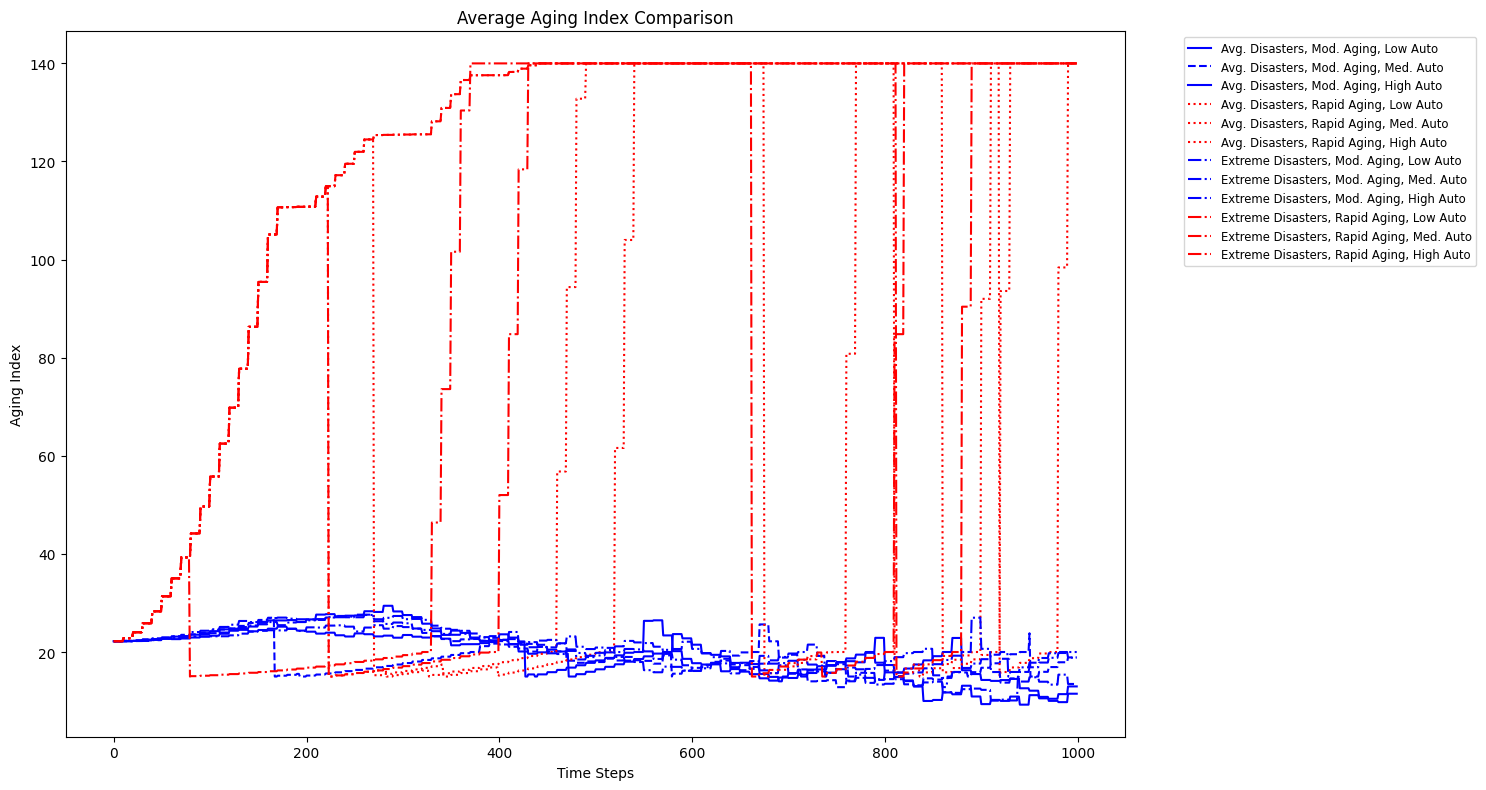 Average Aging Index Comparison
Aging Index
140
120
100
80
60
40
20
0
200
400
600
800
1000
Time Steps
Avg. Disasters, Mod. Aging, Low Auto
Avg. Disasters, Mod. Aging, Med. Auto
Avg. Disasters, Mod. Aging, High Auto
Avg. Disasters, Rapid Aging, Low Auto
Avg. Disasters, Rapid Aging, Med. Auto
Avg. Disasters, Rapid Aging, High Auto
Extreme Disasters, Mod. Aging, Low Auto
Extreme Disasters, Mod. Aging, Med. Auto
Extreme Disasters, Mod. Aging, High Auto
Extreme Disasters, Rapid Aging, Low Auto
Extreme Disasters, Rapid Aging, Med. Auto
Extreme Disasters, Rapid Aging, High Auto